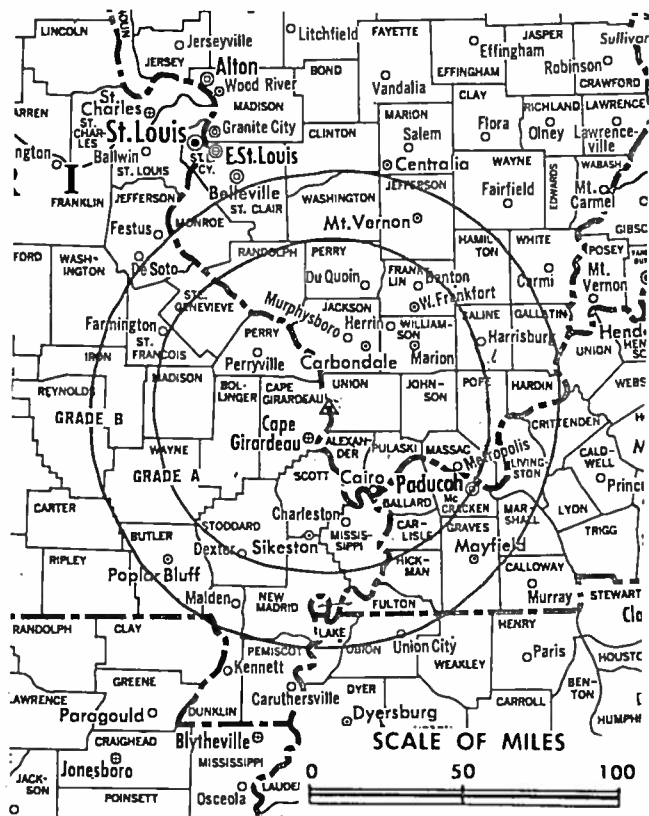 LINCOLN
Jerseyville
Litchfield
FAYETTE
JASPER
Sullivan
Effingham
JERSEY
BOND
EFFINGHAM
Robinson
Alton
Vandalia
CRAWFORD
Wood River
St. Charles
MADISON
CLAY
ST. CHARLES
MARION
RICHLAND
LAWRENCE
Granite City
Salem
Flora
Olney
Lawrenceville
St. Louis
CLINTON
Ballwin
E. St. Louis
Centralia
WAYNE
WABASH
ST. LOUIS
CY.
I
Belleville
JEFFERSON
EDWARDS
Mt. Carmel
FRANKLIN
JEFFERSON
ST. CLAIR
WASHINGTON
Fairfield
MONROE
Mt. Vernon
Festus
HAMILTON
WHITE
POSEY
RANDOLPH
PERRY
WASHINGTON
De Soto
Du Quoin
FRANKLIN
Benton
Carmi
Mt. Vernon
STE. GENEVIEVE
W. Frankfort
JACKSON
Murphysboro
SALINE
GALLATIN
Farmington
PERRY
Herrin
WILLIAMSON
Harrisburg
UNION
ST. FRANCOIS
Perryville
Carbondale
Marion
IRON
MADISON
BOLLINGER
CAPE GIRARDEAU
UNION
JOHNSON
POPE
HARDIN
REYNOLDS
GRADE B
CRITTENDEN
Cape Girardeau
ALEXANDER
PULASKI
MASSAC
Metropolis
LIVINGSTON
CALDWELL
WAYNE
GRADE A
SCOTT
Cairo
Paducah
BALLARD
McCRACKEN
CARTER
LYON
Charleston
MARSHALL
STODDARD
CARLISLE
GRAVES
TRIGG
BUTLER
Dexter
Sikeston
MISSISSIPPI
Mayfield
RIPLEY
HICKMAN
Poplar Bluff
CALLOWAY
NEW MADRID
Malden
FULTON
Murray
STEWART
RANDOLPH
CLAY
LAKE
HENRY
PEMISCOT
OBION
Union City
Kennett
WEAKLEY
Paris
GREENE
BENTON
Caruthersville
DYER
CARROLL
LAWRENCE
Paragould
DUNKLIN
Dyersburg
CRAIGHEAD
Blytheville
SCALE OF MILES
Jonesboro
MISSISSIPPI
0 50 100
JACKSON
Osceola
POINSETT